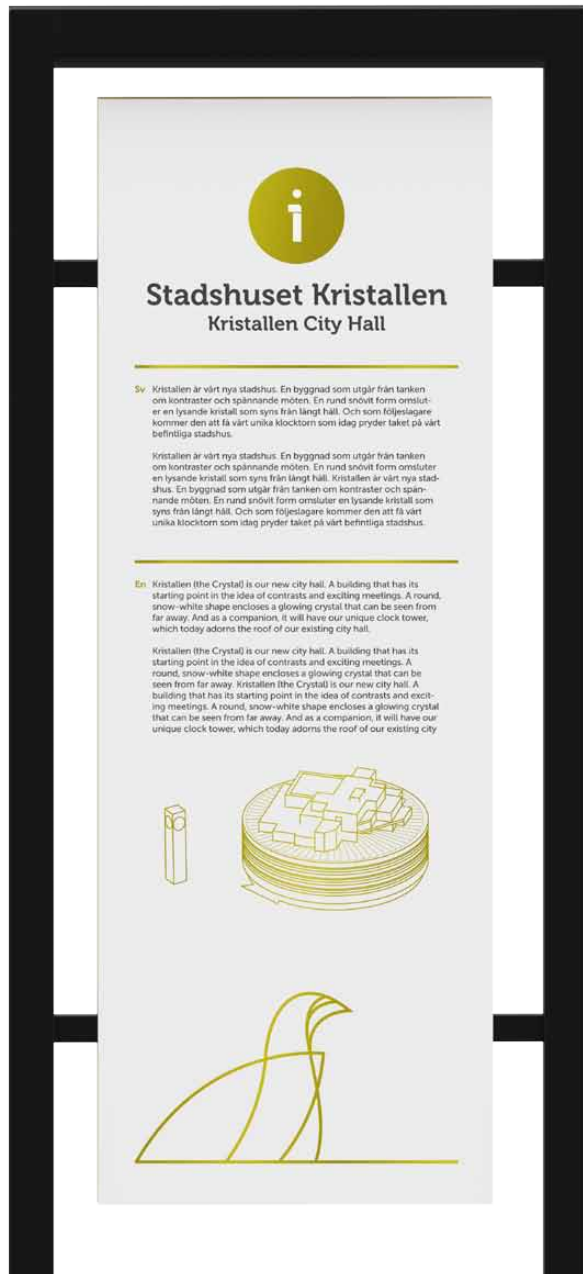 i
Stadshuset Kristallen
Kristallen City Hall
Sv Kristallen är vårt nya stadshus. En byggnad som utgår från tanken
om kontraster och spännande möten. En rund snövit form omslut-
er en lysande kristall som syns från långt håll. Och som följeslagare
kommer den att få vårt unika klocktorn som idag pryder taket på vårt
befintliga stadshus.
Kristallen är vårt nya stadshus. En byggnad som utgår från tanken
om kontraster och spännande möten. En rund snövit form omsluter
en lysande kristall som syns från långt håll. Kristallen är vårt nya stad-
shus. En byggnad som utgår från tanken om kontraster och spän-
nande möten. En rund snövit form omsluter en lysande kristall som
syns från långt håll. Och som följeslagare kommer den att få vårt
unika klocktorn som idag pryder taket på vårt befintliga stadshus.
En Kristallen (the Crystal) is our new city hall. A building that has its
starting point in the idea of contrasts and exciting meetings. A round,
snow-white shape encloses a glowing crystal that can be seen from
far away. And as a companion, it will have our unique clock tower,
which today adorns the roof of our existing city hall.
Kristallen (the Crystal) is our new city hall. A building that has its
starting point in the idea of contrasts and exciting meetings. A
round, snow-white shape encloses a glowing crystal that can be
seen from far away. Kristallen (the Crystal) is our new city hall. A
building that has its starting point in the idea of contrasts and excit-
ing meetings. A round, snow-white shape encloses a glowing crystal
that can be seen from far away. And as a companion, it will have our
unique clock tower, which today adorns the roof of our existing city